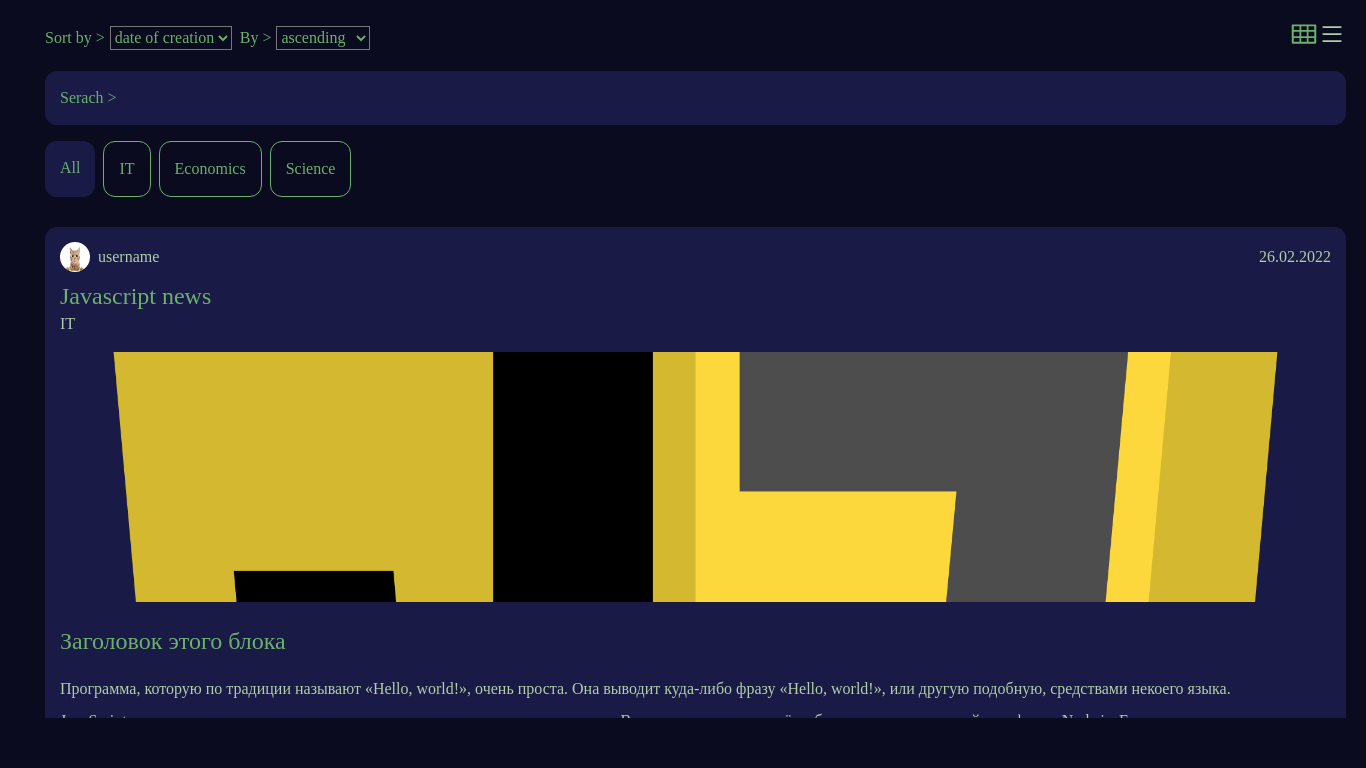 Sort by > date of creation By > ascending
Serach >
All IT Economics Science
username 26.02.2022
Javascript news
IT
Заголовок этого блока
Программа, которую по традиции называют «Hello, world!», очень проста. Она выводит куда-либо фразу «Hello, world!», или другую подобную, средствами некоего языка.